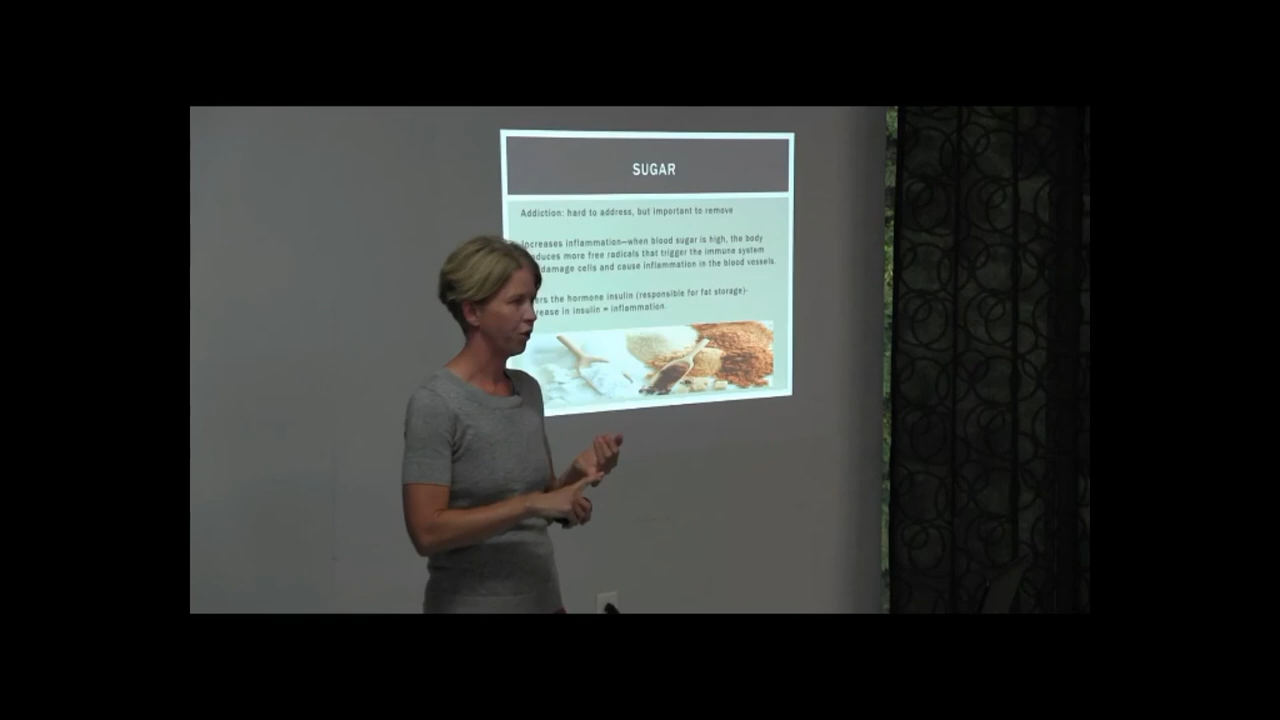 SUGAR
Addiction: hard to address, but important to remove
Increases inflammation—when blood sugar is high, the body
duces more free radicals that trigger the immune system
damage cells and cause inflammation in the blood vessels.
ers the hormone insulin (responsible for fat storage)-
rease in insulin = inflammation.